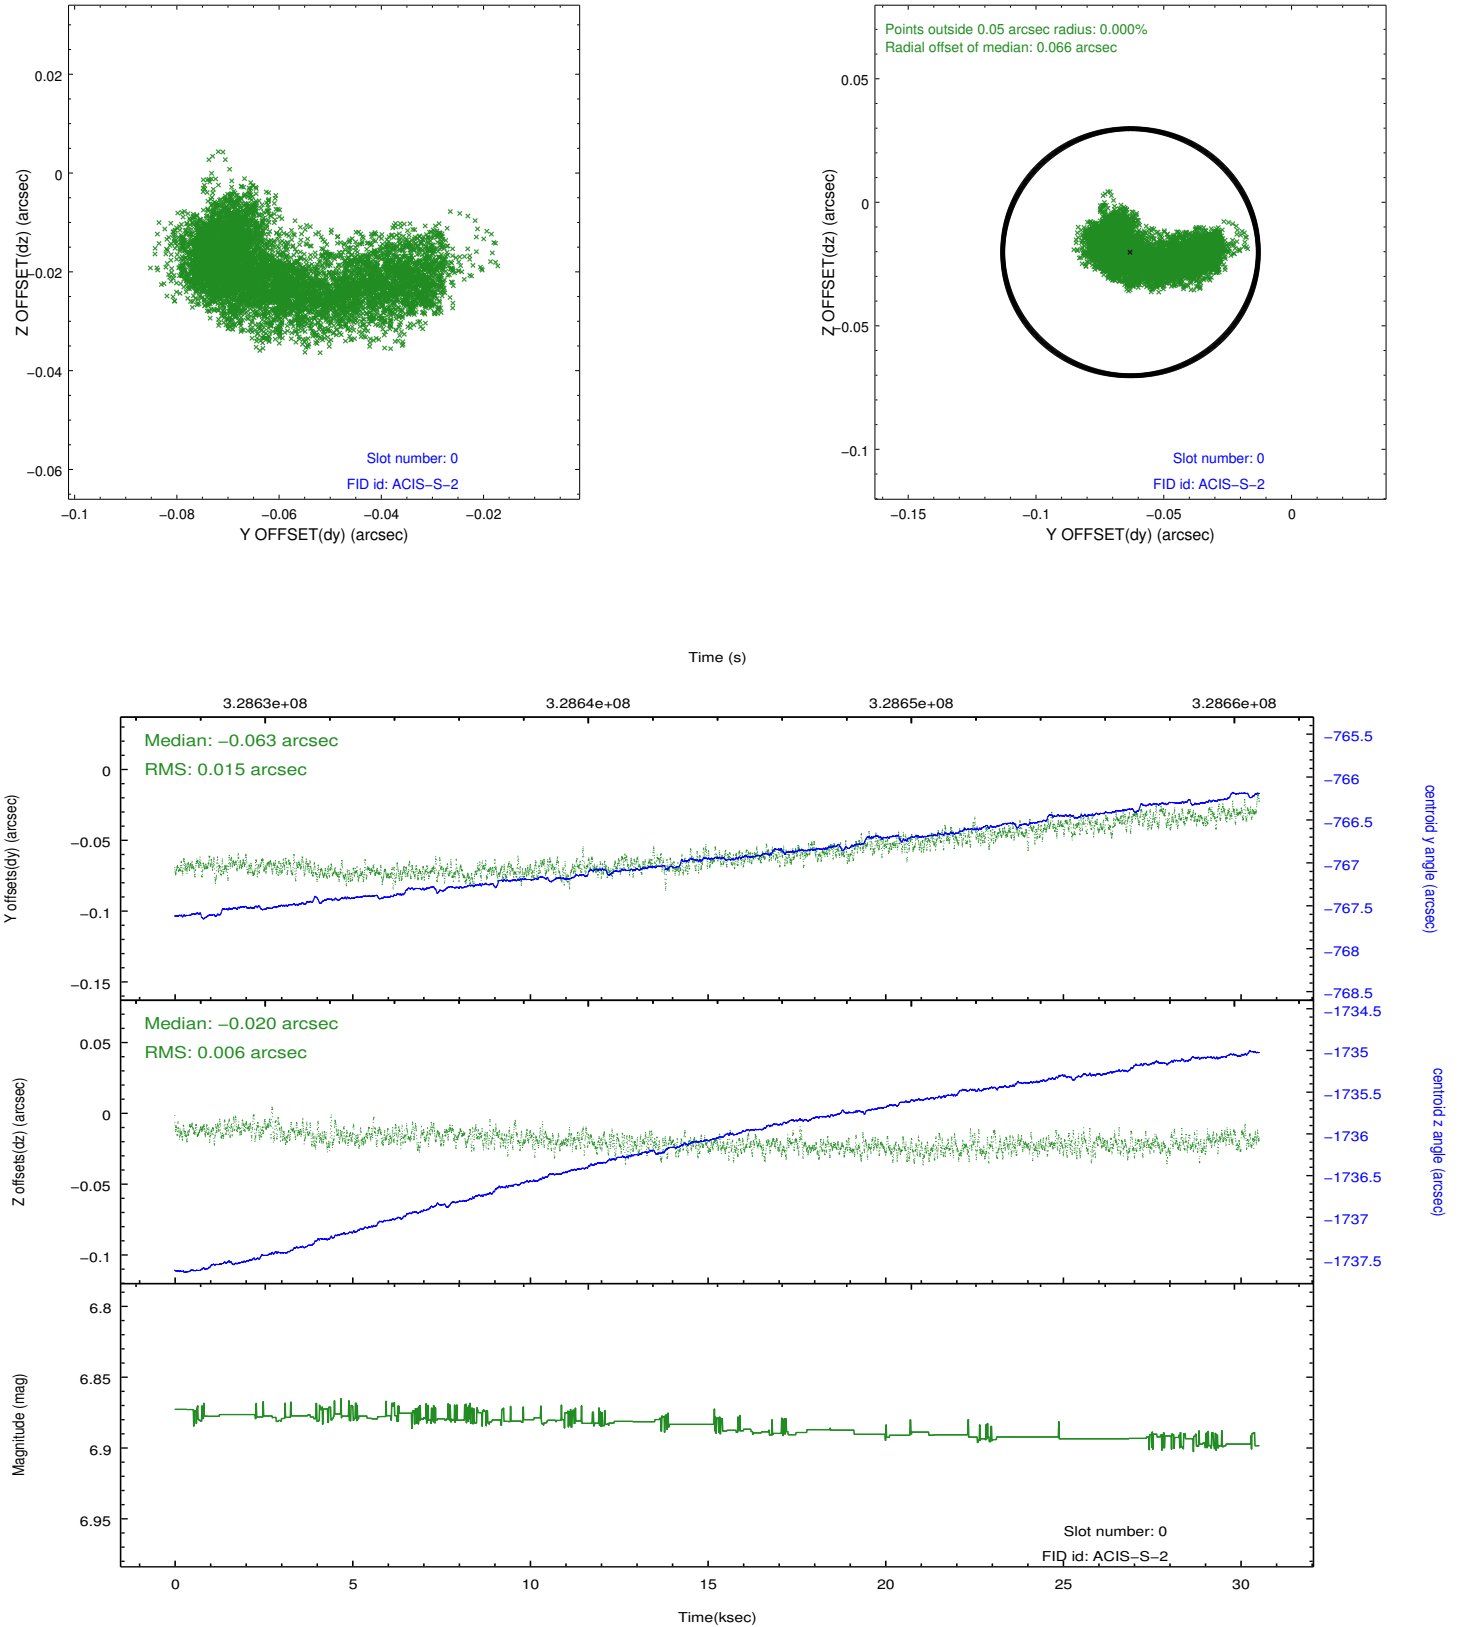 0.02
0
−0.02
−0.04
−0.06
Z OFFSET(dz) (arcsec)
Slot number: 0
FID id: ACIS−S−2
−0.1
−0.08
−0.06
−0.04
−0.02
Y OFFSET(dy) (arcsec)
Points outside 0.05 arcsec radius: 0.000%
Radial offset of median: 0.066 arcsec
0.05
0
−0.05
−0.1
Z OFFSET(dz) (arcsec)
Slot number: 0
FID id: ACIS−S−2
−0.15
−0.1
−0.05
0
Y OFFSET(dy) (arcsec)
Time (s)
3.2863e+08
3.2864e+08
3.2865e+08
3.2866e+08
Median: −0.063 arcsec
RMS: 0.015 arcsec
0
−0.05
−0.1
−0.15
Y offsets(dy) (arcsec)
−765.5
−766
−766.5
−767
−767.5
−768
−768.5
centroid y angle (arcsec)
Median: −0.020 arcsec
RMS: 0.006 arcsec
0.05
0
−0.05
−0.1
Z offsets(dz) (arcsec)
−1734.5
−1735
−1735.5
−1736
−1736.5
−1737
−1737.5
centroid z angle (arcsec)
6.8
6.85
6.9
6.95
Magnitude (mag)
Slot number: 0
FID id: ACIS−S−2
0
5
10
15
20
25
30
Time(ksec)